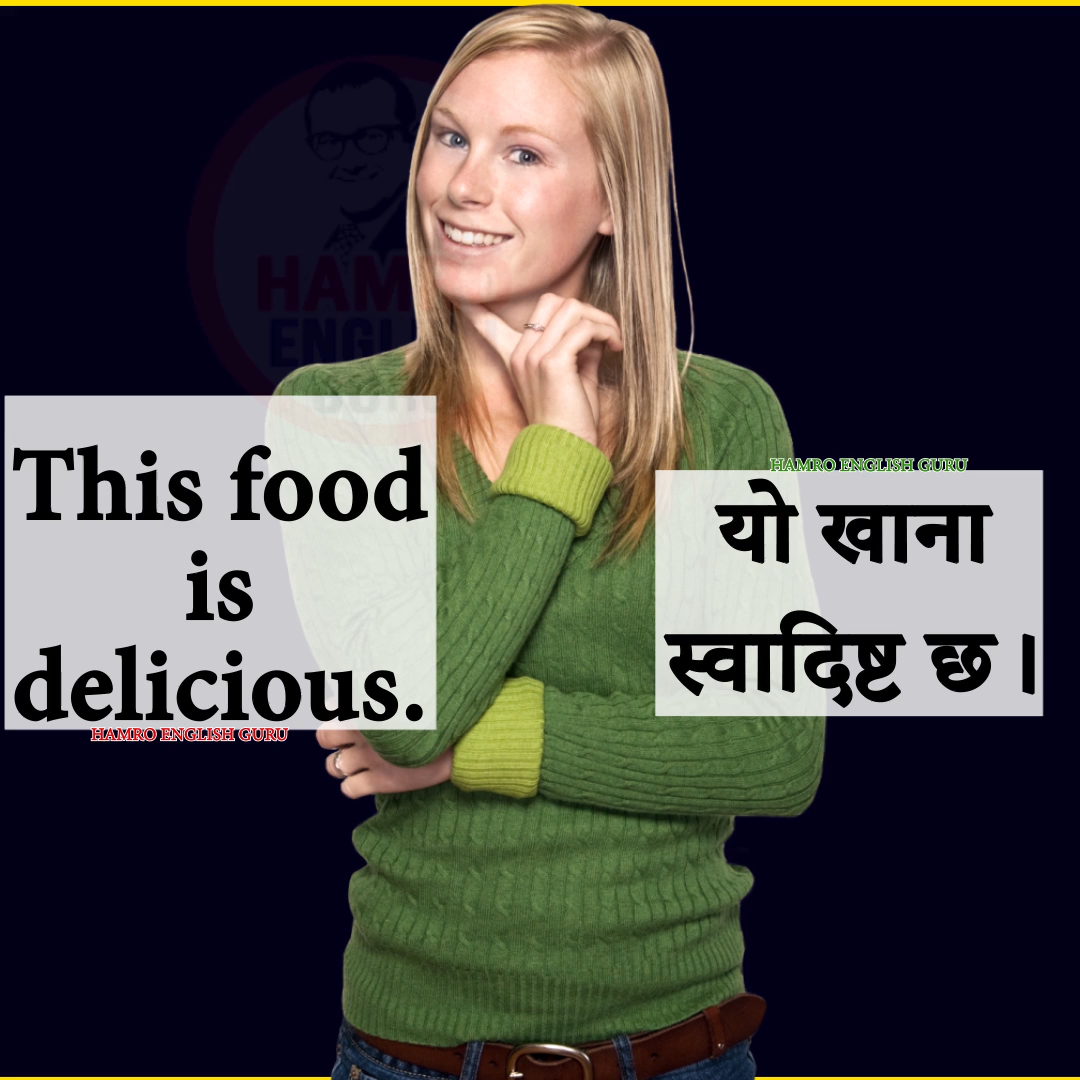 HAMRO
ENGLISH
GURU
This food
is
delicious.
HAMRO ENGLISH GURU
HAMRO ENGLISH GURU
यो खाना
स्वादिष्ट छ।